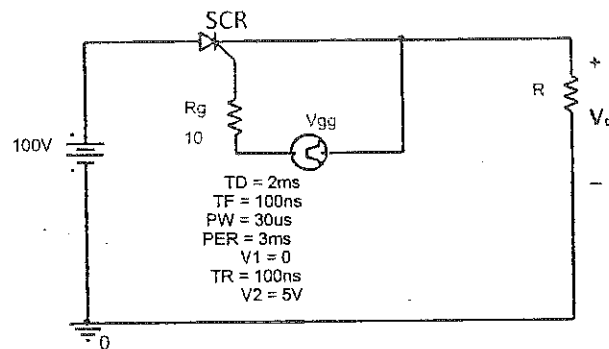 SCR
Rg
10
Vgg
R
+
100V
TD = 2ms
TF = 100ns
PW = 30us
PER = 3ms
V1 = 0
TR = 100ns
V2 = 5V
0